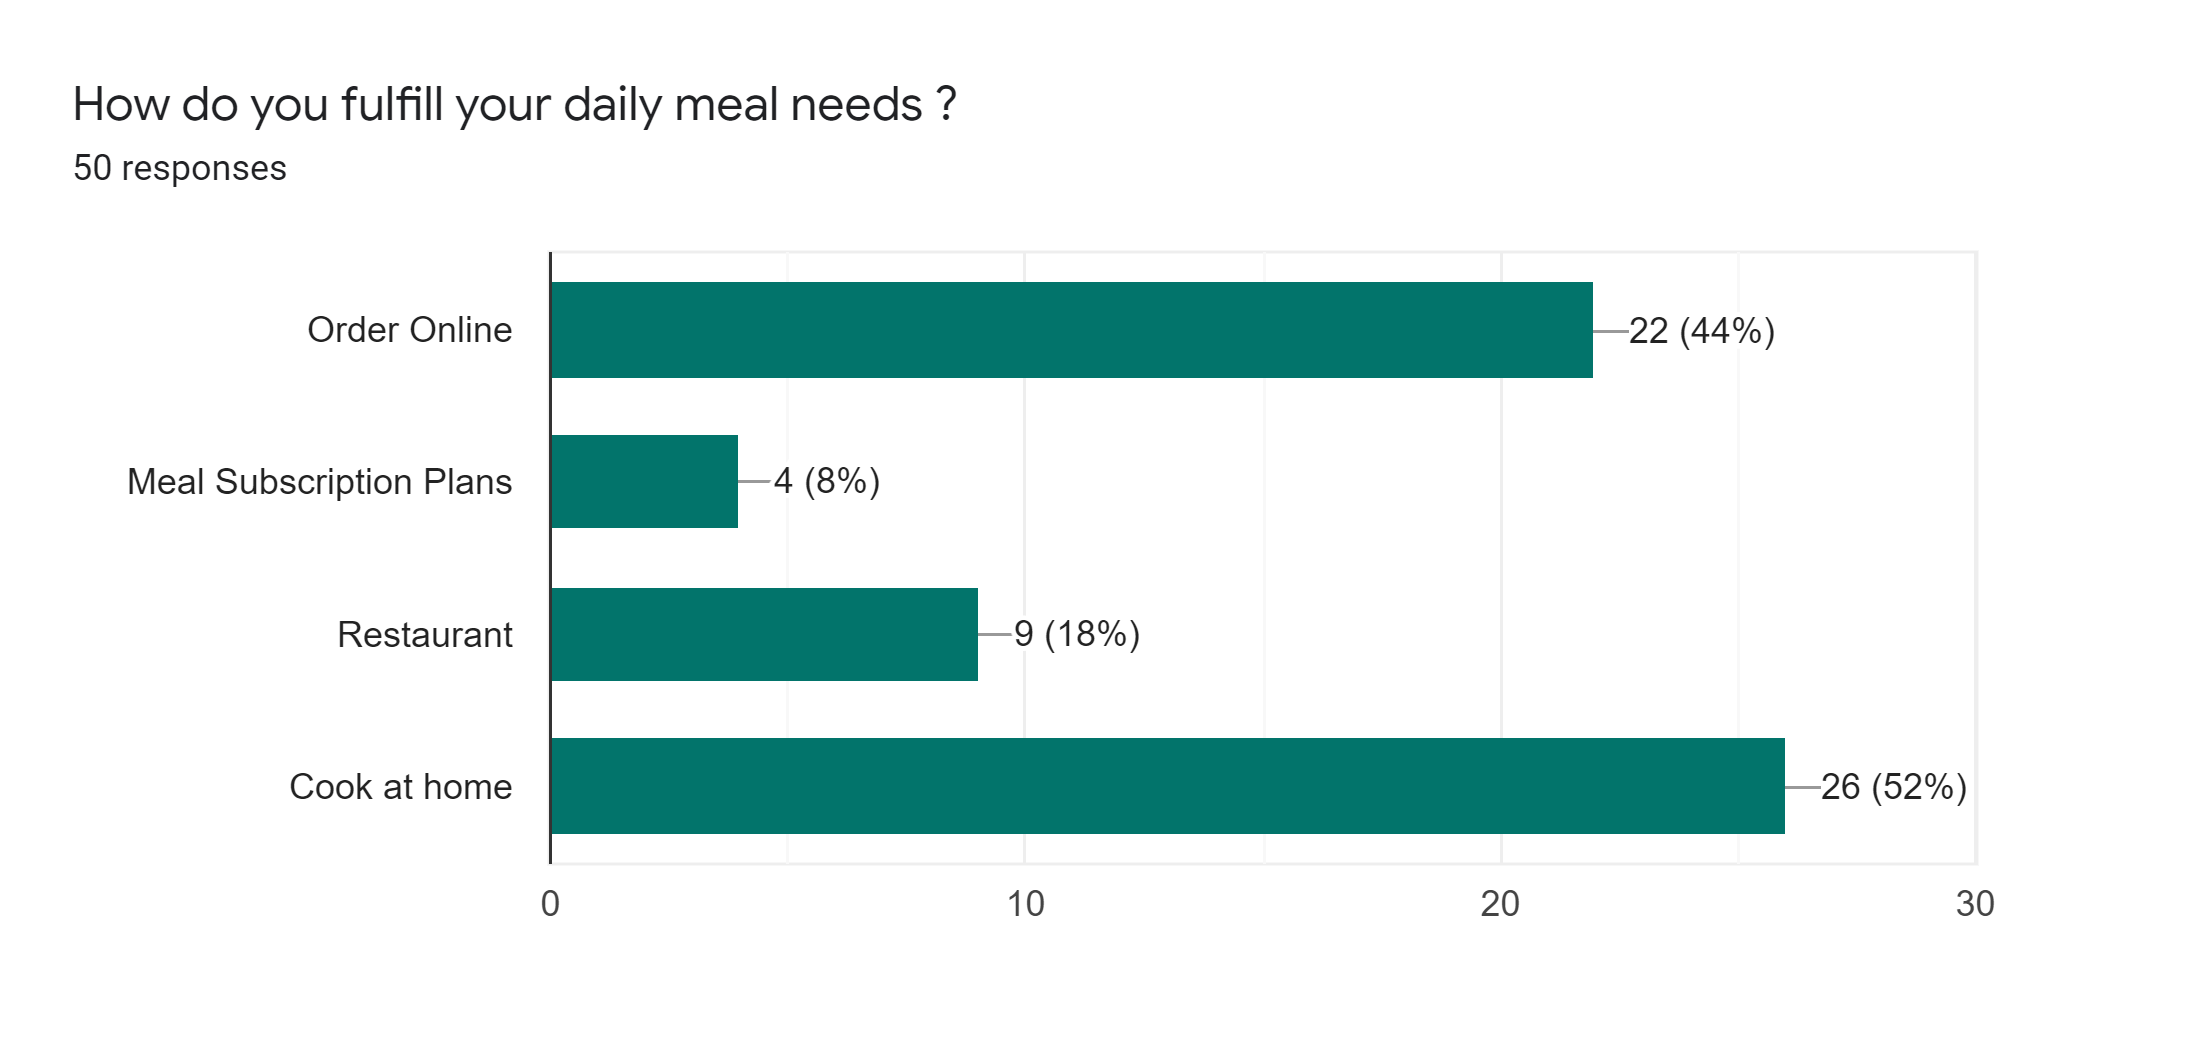 How do you fulfill your daily meal needs ?
50 responses
Order Online
22 (44%)
Meal Subscription Plans
4 (8%)
Restaurant
9 (18%)
Cook at home
26 (52%)
0 10 20 30